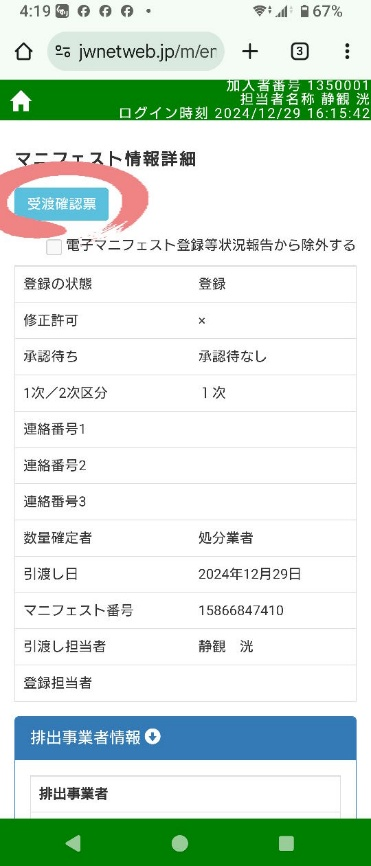 4:19
67%
jwnetweb.jp/m/er
3
加入者番号 1350001
担当者名称 静観 洸
ログイン時刻 2024/12/29 16:15:42
マニフェスト情報詳細
受渡確認票
電子マニフェスト登録等状況報告から除外する
登録の状態 登録
修正許可 ×
承認待ち 承認待なし
1次／2次区分 １次
連絡番号1
連絡番号2
連絡番号3
数量確定者 処分業者
引渡し日 2024年12月29日
マニフェスト番号 15866847410
引渡し担当者 静観　洸
登録担当者
排出事業者情報
排出事業者